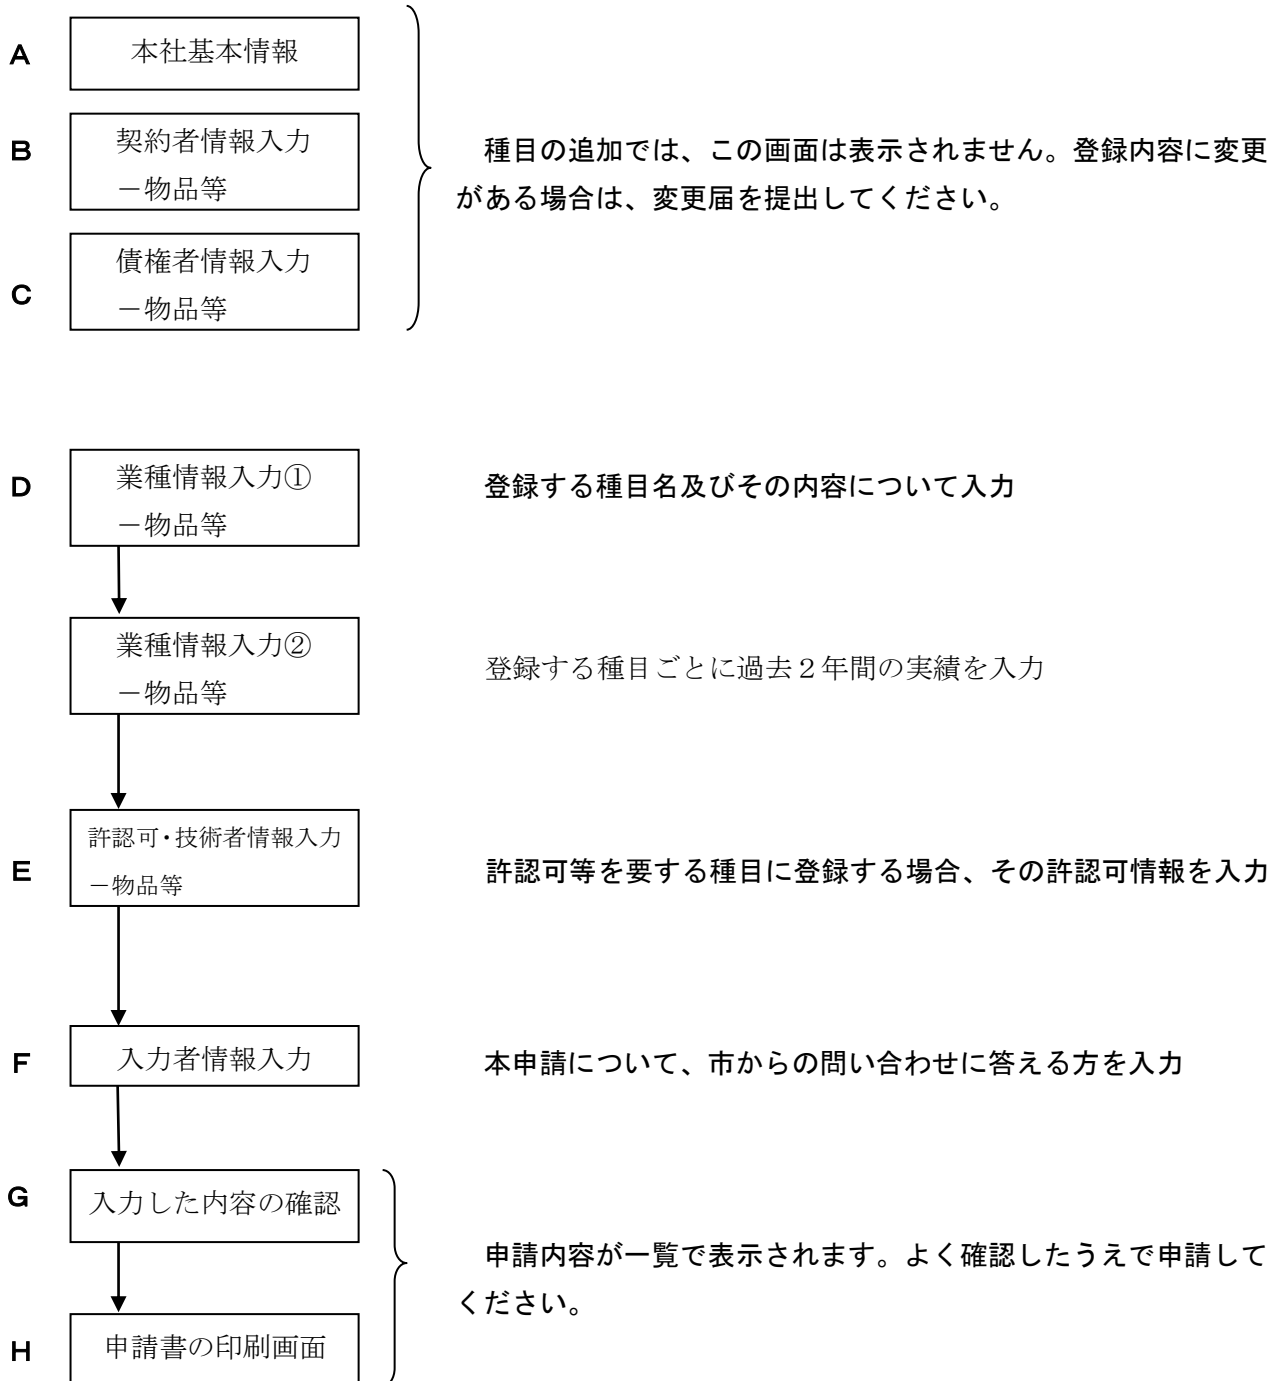 A
本社基本情報
B
契約者情報入力
－物品等
種目の追加では、この画面は表示されません。登録内容に変更
がある場合は、変更届を提出してください。
C
債権者情報入力
－物品等
D
業種情報入力①
－物品等
登録する種目名及びその内容について入力
業種情報入力②
－物品等
登録する種目ごとに過去２年間の実績を入力
E
許認可・技術者情報入力
－物品等
許認可等を要する種目に登録する場合、その許認可情報を入力
F
入力者情報入力
本申請について、市からの問い合わせに答える方を入力
G
入力した内容の確認
申請内容が一覧で表示されます。よく確認したうえで申請して
ください。
H
申請書の印刷画面